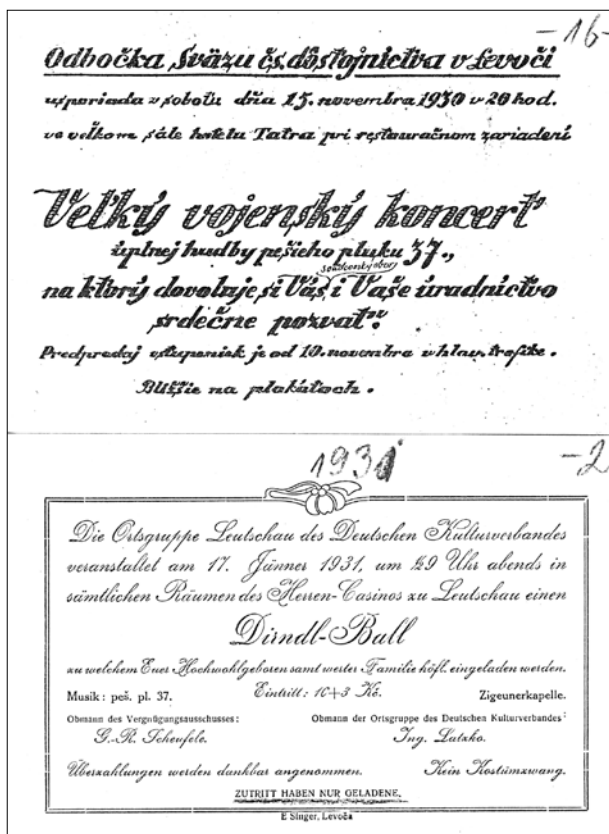 -16-
Odbočka Sväzu čs. dôstojnictva v Levoči
usporiada v sobotu dňa 15. novembra 1930 v 20 hod.
vo veľkom sále hotelu Tatra pri reštauračnom zariadení
Veľký vojenský koncert
úplnej hudby pešieho pluku 37.,
na ktorý dovoluje si Vás i Vaše úradníctvo
srdečne pozvať.
Predpredaj vstupeniek je od 10. novembra v hlav. trafike.
Bližšie na plakátoch.
1931
-2
Die Ortsgruppe Leutschau des Deutschen Kulturverbandes
veranstaltet am 17. Jänner 1931, um ½9 Uhr abends in
sämtlichen Räumen des Herren-Casinos zu Leutschau einen
Dirndl-Ball
zu welchem Euer Hochwohlgeboren samt werter Familie höfl. eingeladen werden.
Musik: peš. pl. 37. Eintritt: 10+3 Kč. Zigeunerkapelle.
Obmann des Vergnügungsausschusses: Obmann der Ortsgruppe des Deutschen Kulturverbandes:
G.-R. Scheufele. Ing. Lutzko.
Überzahlungen werden dankbar angenommen. Kein Kostümzwang.
ZUTRITT HABEN NUR GELADENE.
E Singer, Levoča